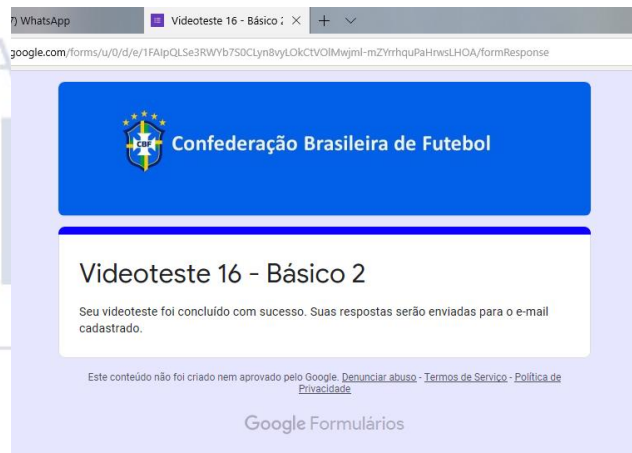 7) WhatsApp
Videoteste 16 - Básico 2
google.com/forms/u/0/d/e/1FAIpQLSe3RWYb7S0CLyn8vyLOkCtVOlMwjml-mZYrrhquPaHrwsLHOA/formResponse
CBF
Confederação Brasileira de Futebol
Videoteste 16 - Básico 2
Seu videoteste foi concluído com sucesso. Suas respostas serão enviadas para o e-mail
cadastrado.
Este conteúdo não foi criado nem aprovado pelo Google. Denunciar abuso - Termos de Serviço - Política de
Privacidade
Google Formulários